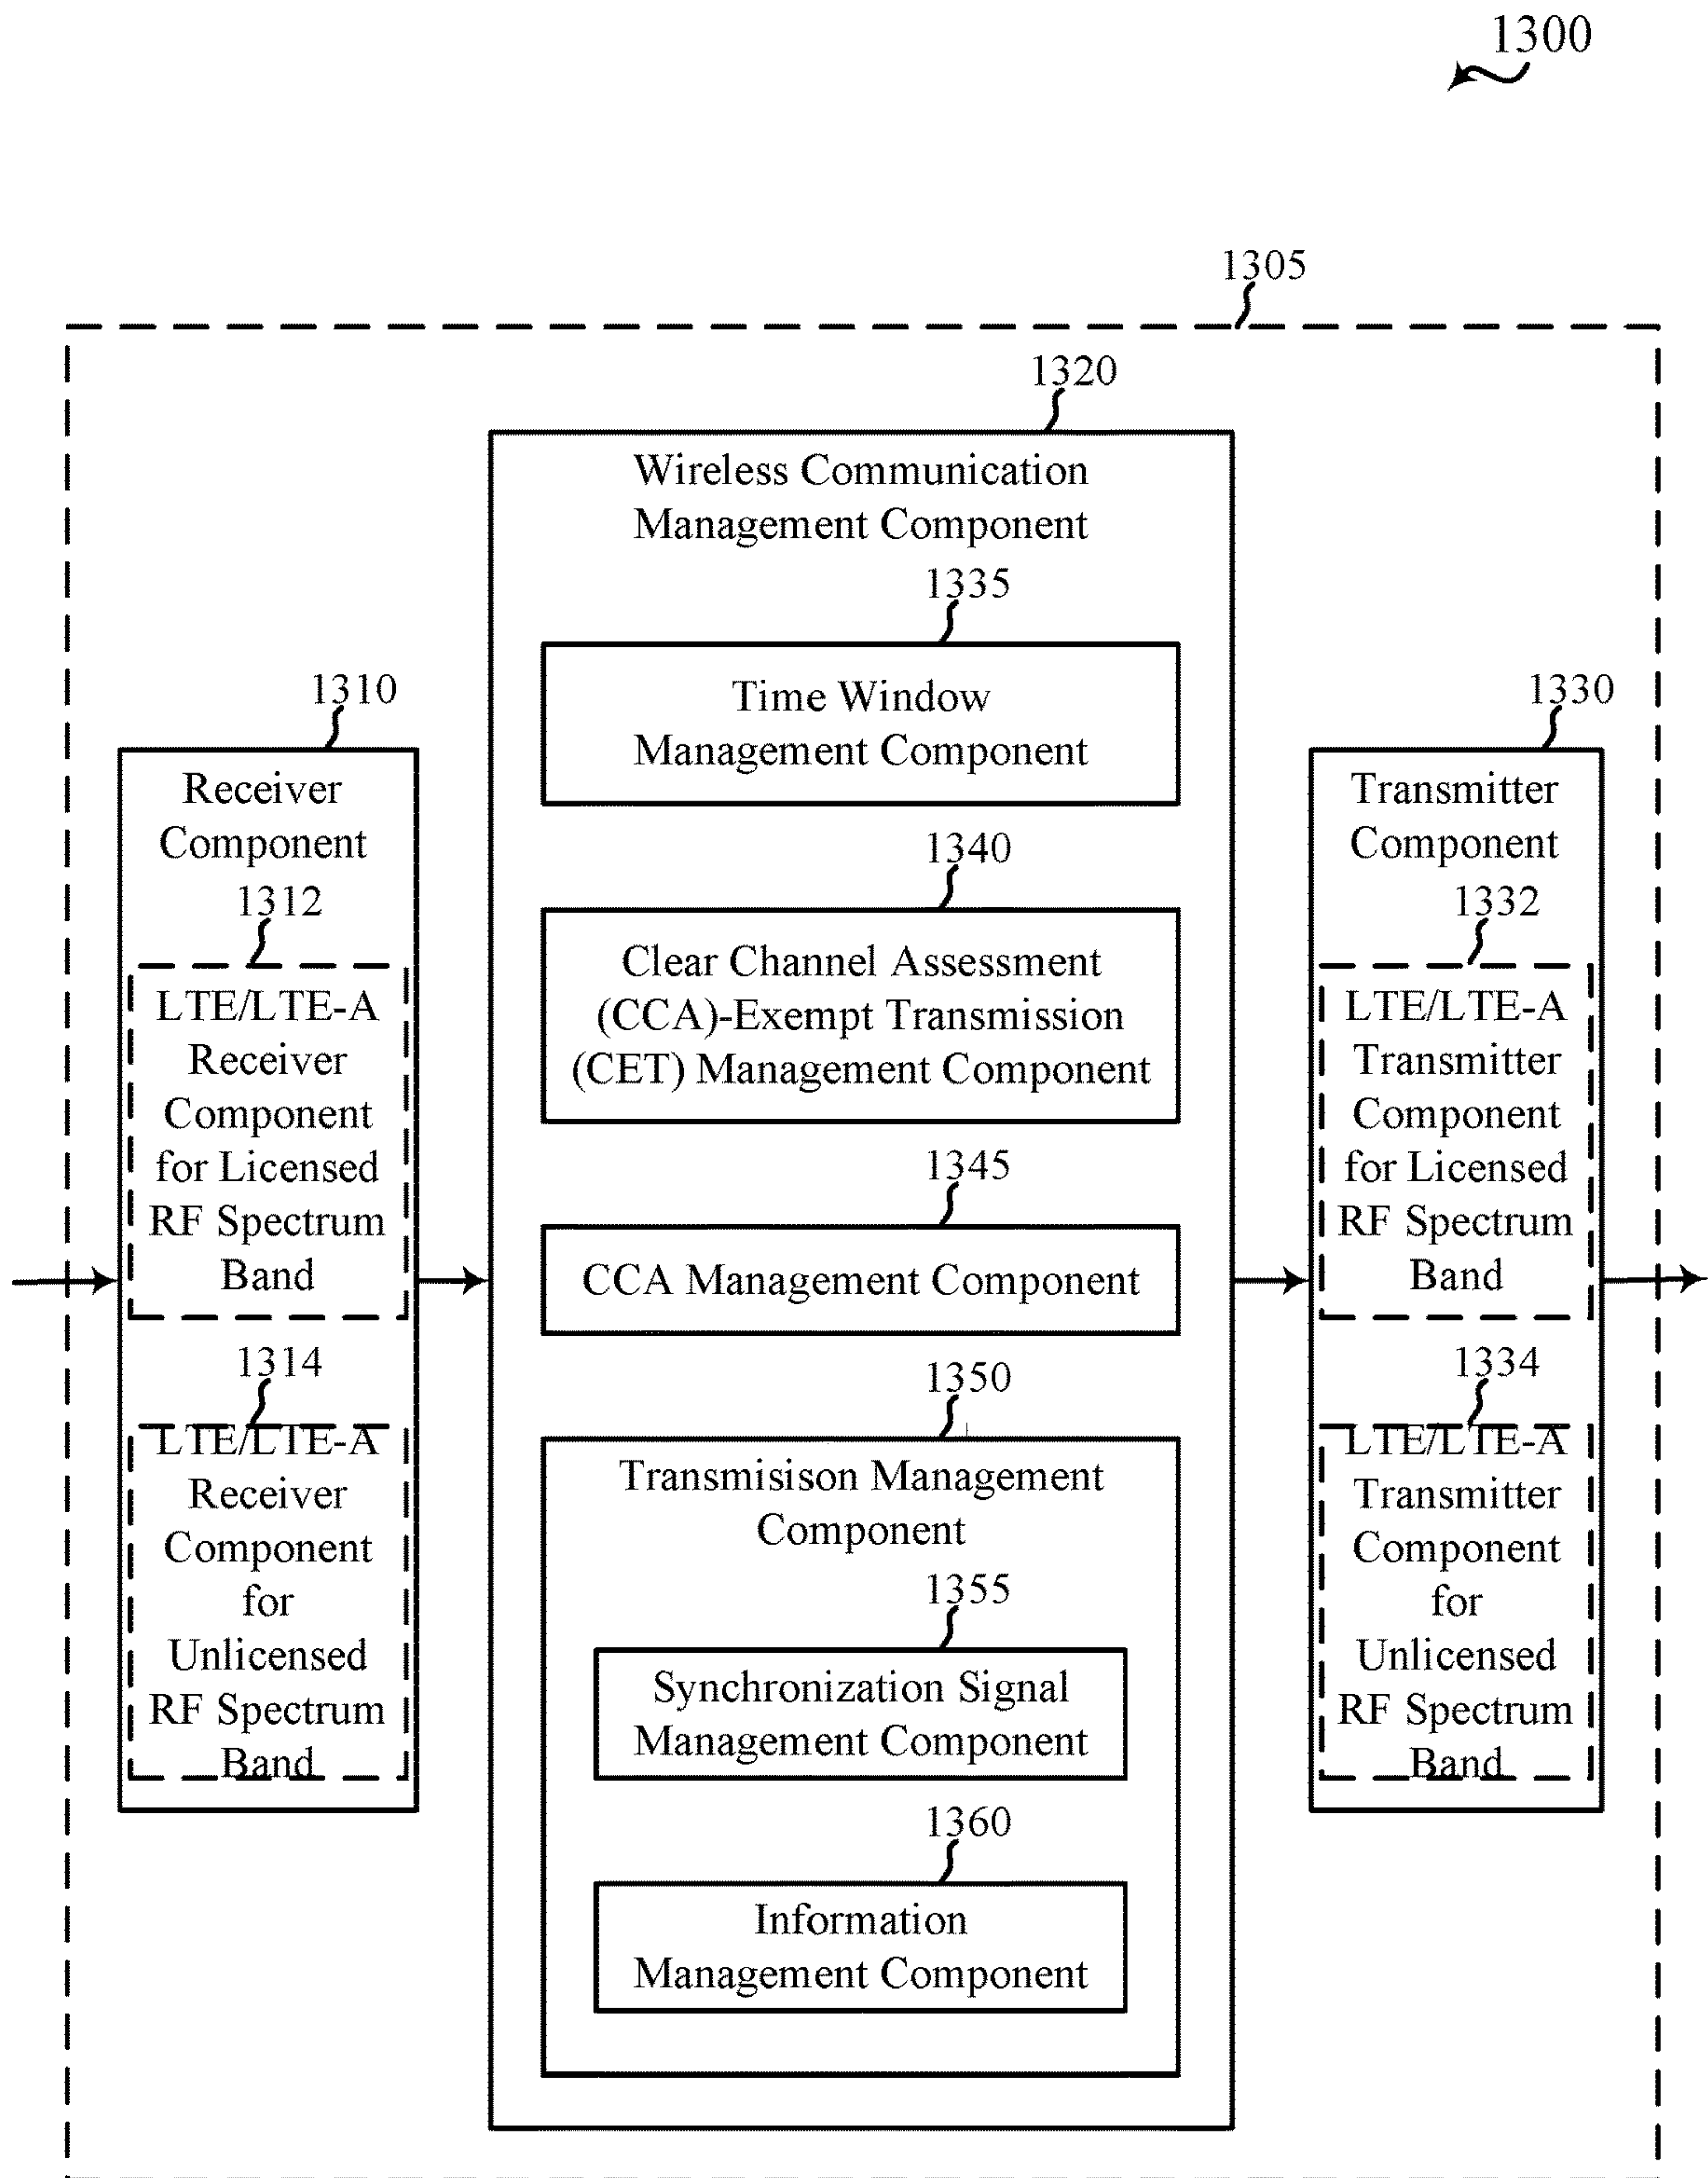 1300
1305
1320
Wireless Communication
Management Component
1335
Time Window
Management Component
1340
Clear Channel Assessment
(CCA)-Exempt Transmission
(CET) Management Component
1345
CCA Management Component
1350
Transmisison Management
Component
1355
Synchronization Signal
Management Component
1360
Information
Management Component
1310
Receiver
Component
1312
LTE/LTE-A
Receiver
Component
for Licensed
RF Spectrum
Band
1314
LTE/LTE-A
Receiver
Component
for
Unlicensed
RF Spectrum
Band
1330
Transmitter
Component
1332
LTE/LTE-A
Transmitter
Component
for Licensed
RF Spectrum
Band
1334
LTE/LTE-A
Transmitter
Component
for
Unlicensed
RF Spectrum
Band